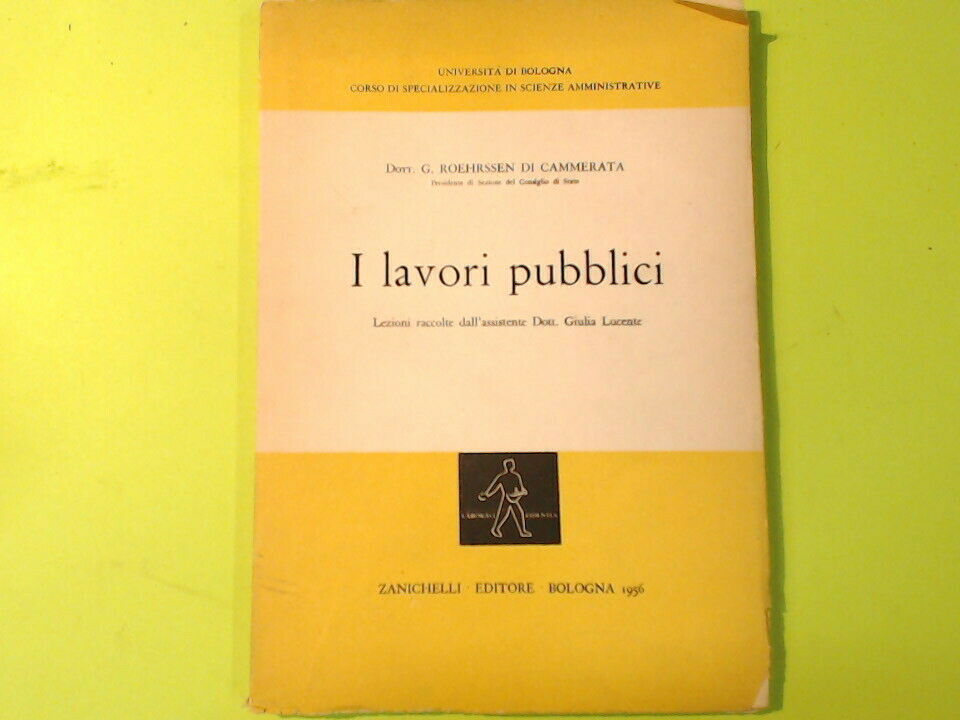 UNIVERSITÀ DI BOLOGNA
CORSO DI SPECIALIZZAZIONE IN SCIENZE AMMINISTRATIVE
Dott. G. ROEHRSSEN DI CAMMERATA
Presidente di Sezione del Consiglio di Stato
I lavori pubblici
Lezioni raccolte dall'assistente Dott. Giulia Lucente
ZANICHELLI · EDITORE · BOLOGNA 1956